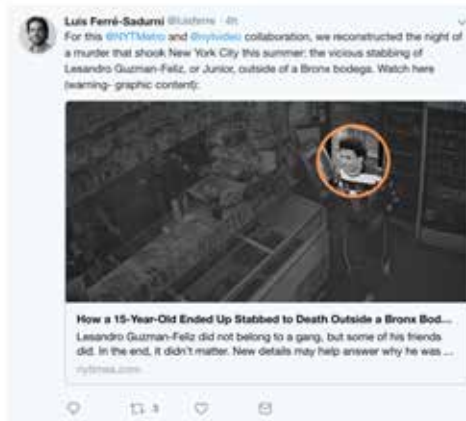 Luis Ferré-Sadurní @Luisferre · 4h
For this @NYTMetro and @nytvideo collaboration, we reconstructed the night of
a murder that shook New York City this summer: the vicious stabbing of
Lesandro Guzman-Feliz, or Junior, outside of a Bronx bodega. Watch here
(warning- graphic content):
How a 15-Year-Old Ended Up Stabbed to Death Outside a Bronx Bod...
Lesandro Guzman-Feliz did not belong to a gang, but some of his friends
did. In the end, it didn't matter. New details may help answer why he was ...
nytimes.com
3